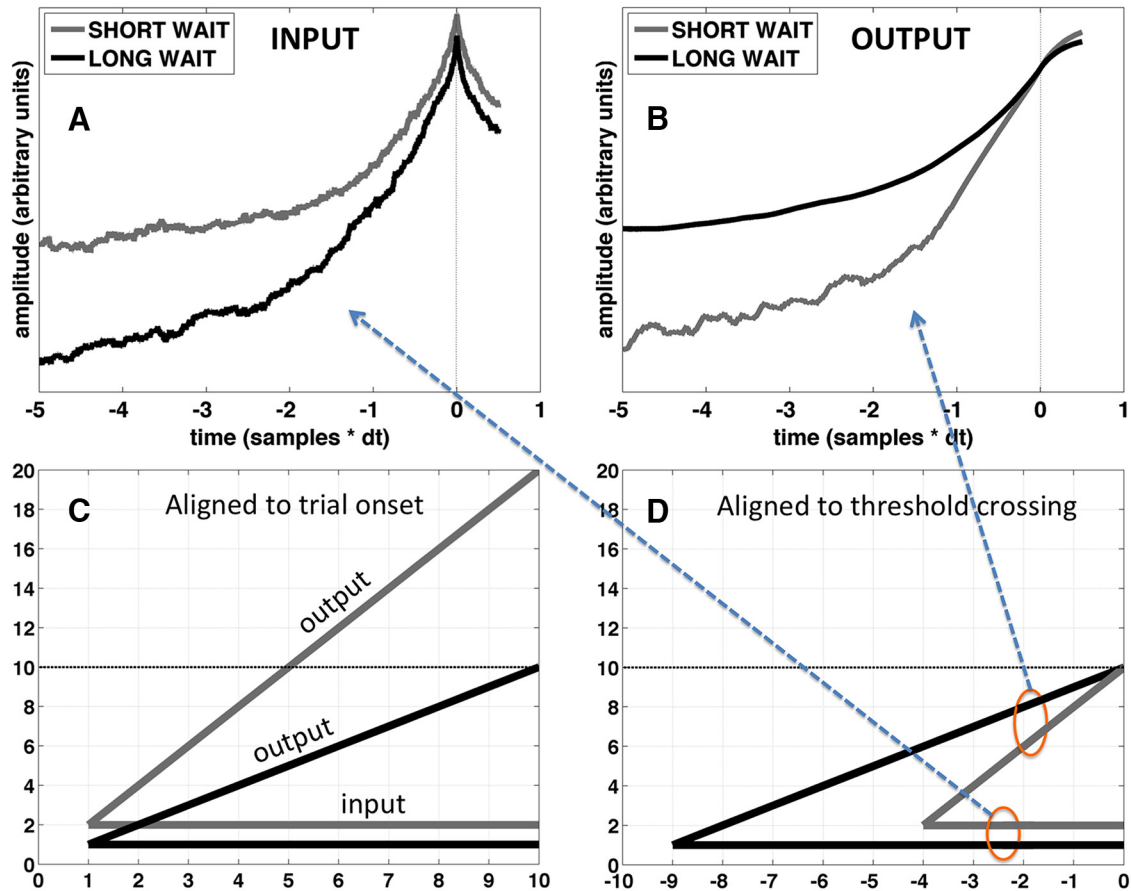 SHORT WAIT
LONG WAIT
INPUT
A
amplitude (arbitrary units)
-5 -4 -3 -2 -1 0 1
time (samples * dt)
SHORT WAIT
LONG WAIT
OUTPUT
B
amplitude (arbitrary units)
-5 -4 -3 -2 -1 0 1
time (samples * dt)
C
Aligned to trial onset
20
18
16
14
12
10
8
6
4
2
0
output
output
input
0 1 2 3 4 5 6 7 8 9 10
D
Aligned to threshold crossing
20
18
16
14
12
10
8
6
4
2
0
-10 -9 -8 -7 -6 -5 -4 -3 -2 -1 0